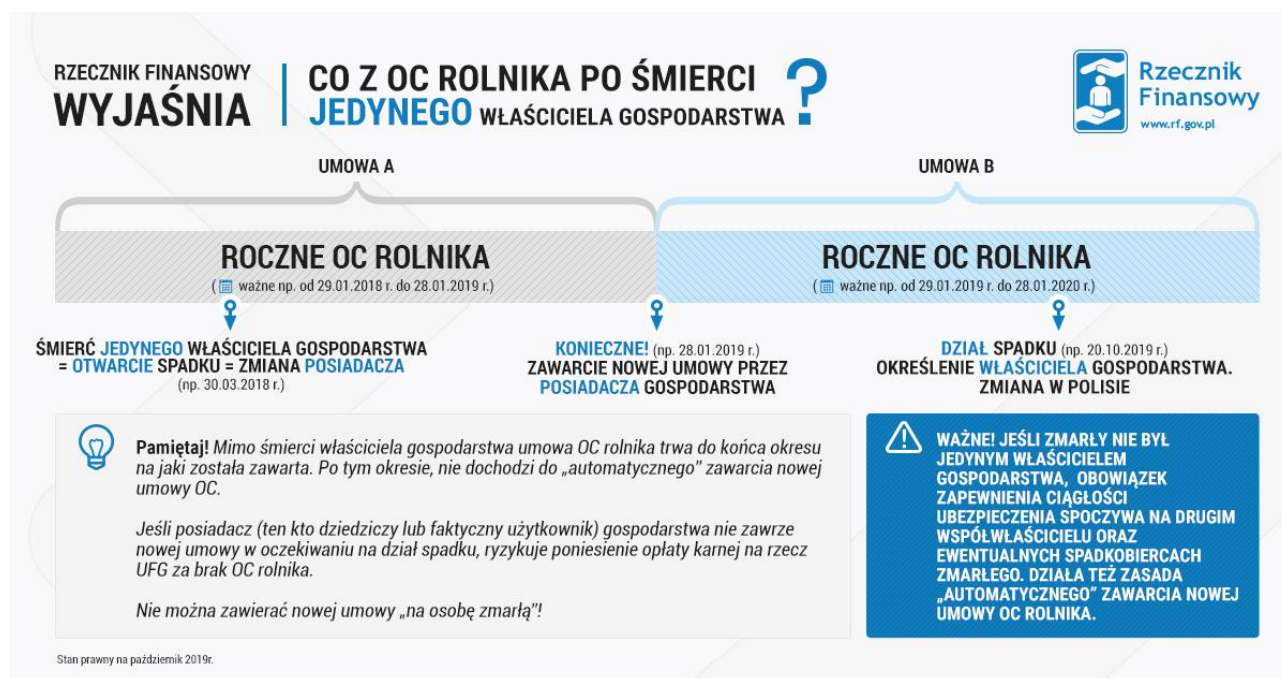 RZECZNIK FINANSOWY
WYJAŚNIA
CO Z OC ROLNIKA PO ŚMIERCI
JEDYNEGO WŁAŚCICIELA GOSPODARSTWA ?
Rzecznik
Finansowy
www.rf.gov.pl
UMOWA A
UMOWA B
ROCZNE OC ROLNIKA
( ważne np. od 29.01.2018 r. do 28.01.2019 r.)
ROCZNE OC ROLNIKA
( ważne np. od 29.01.2019 r. do 28.01.2020 r.)
ŚMIERĆ JEDYNEGO WŁAŚCICIELA GOSPODARSTWA
= OTWARCIE SPADKU = ZMIANA POSIADACZA
(np. 30.03.2018 r.)
KONIECZNE! (np. 28.01.2019 r.)
ZAWARCIE NOWEJ UMOWY PRZEZ
POSIADACZA GOSPODARSTWA
DZIAŁ SPADKU (np. 20.10.2019 r.)
OKREŚLENIE WŁAŚCICIELA GOSPODARSTWA.
ZMIANA W POLISIE
Pamiętaj! Mimo śmierci właściciela gospodarstwa umowa OC rolnika trwa do końca okresu
na jaki została zawarta. Po tym okresie, nie dochodzi do „automatycznego” zawarcia nowej
umowy OC.
Jeśli posiadacz (ten kto dziedziczy lub faktyczny użytkownik) gospodarstwa nie zawrze
nowej umowy w oczekiwaniu na dział spadku, ryzykuje poniesienie opłaty karnej na rzecz
UFG za brak OC rolnika.
Nie można zawierać nowej umowy „na osobę zmarłą”!
WAŻNE! JEŚLI ZMARŁY NIE BYŁ
JEDYNYM WŁAŚCICIELEM
GOSPODARSTWA, OBOWIĄZEK
ZAPEWNIENIA CIĄGŁOŚCI
UBEZPIECZENIA SPOCZYWA NA DRUGIM
WSPÓŁWŁAŚCICIELU ORAZ
EWENTUALNYCH SPADKOBIERCACH
ZMARŁEGO. DZIAŁA TEŻ ZASADA
„AUTOMATYCZNEGO” ZAWARCIA NOWEJ
UMOWY OC ROLNIKA.
Stan prawny na październik 2019r.